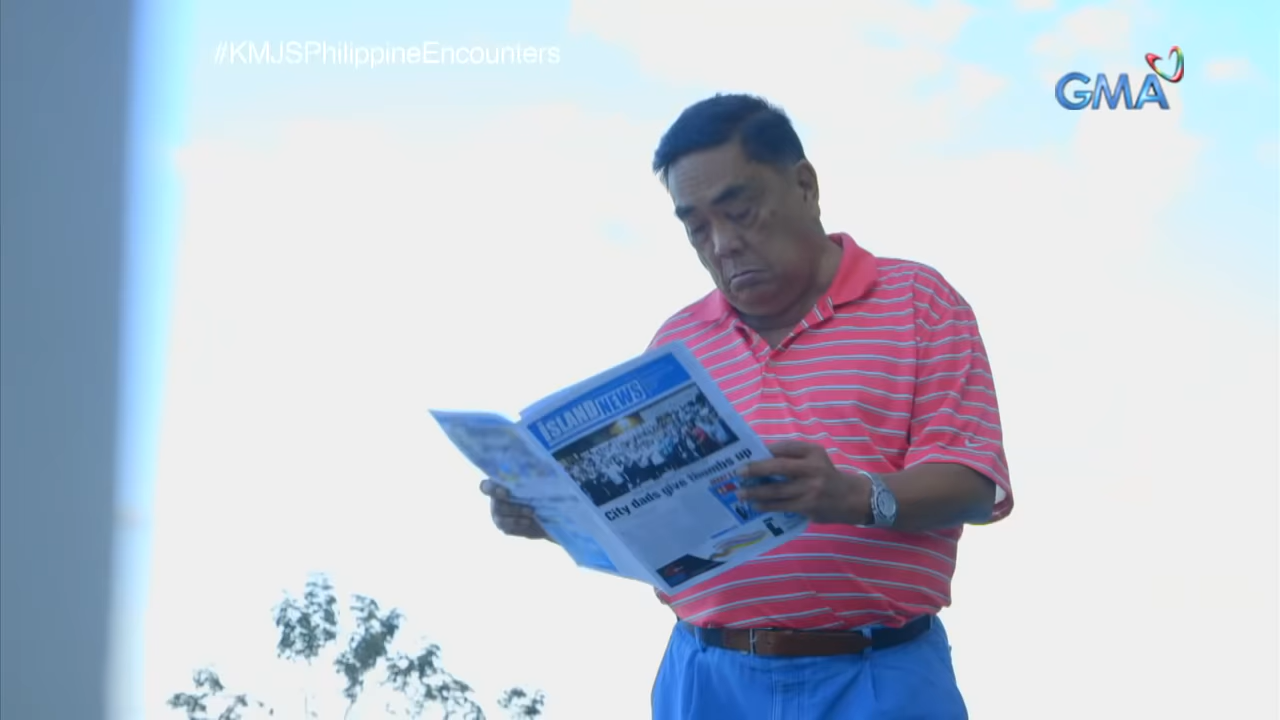 #KMJSPhilippineEncounters
GMA
ISLAND NEWS
City dads give thumbs up